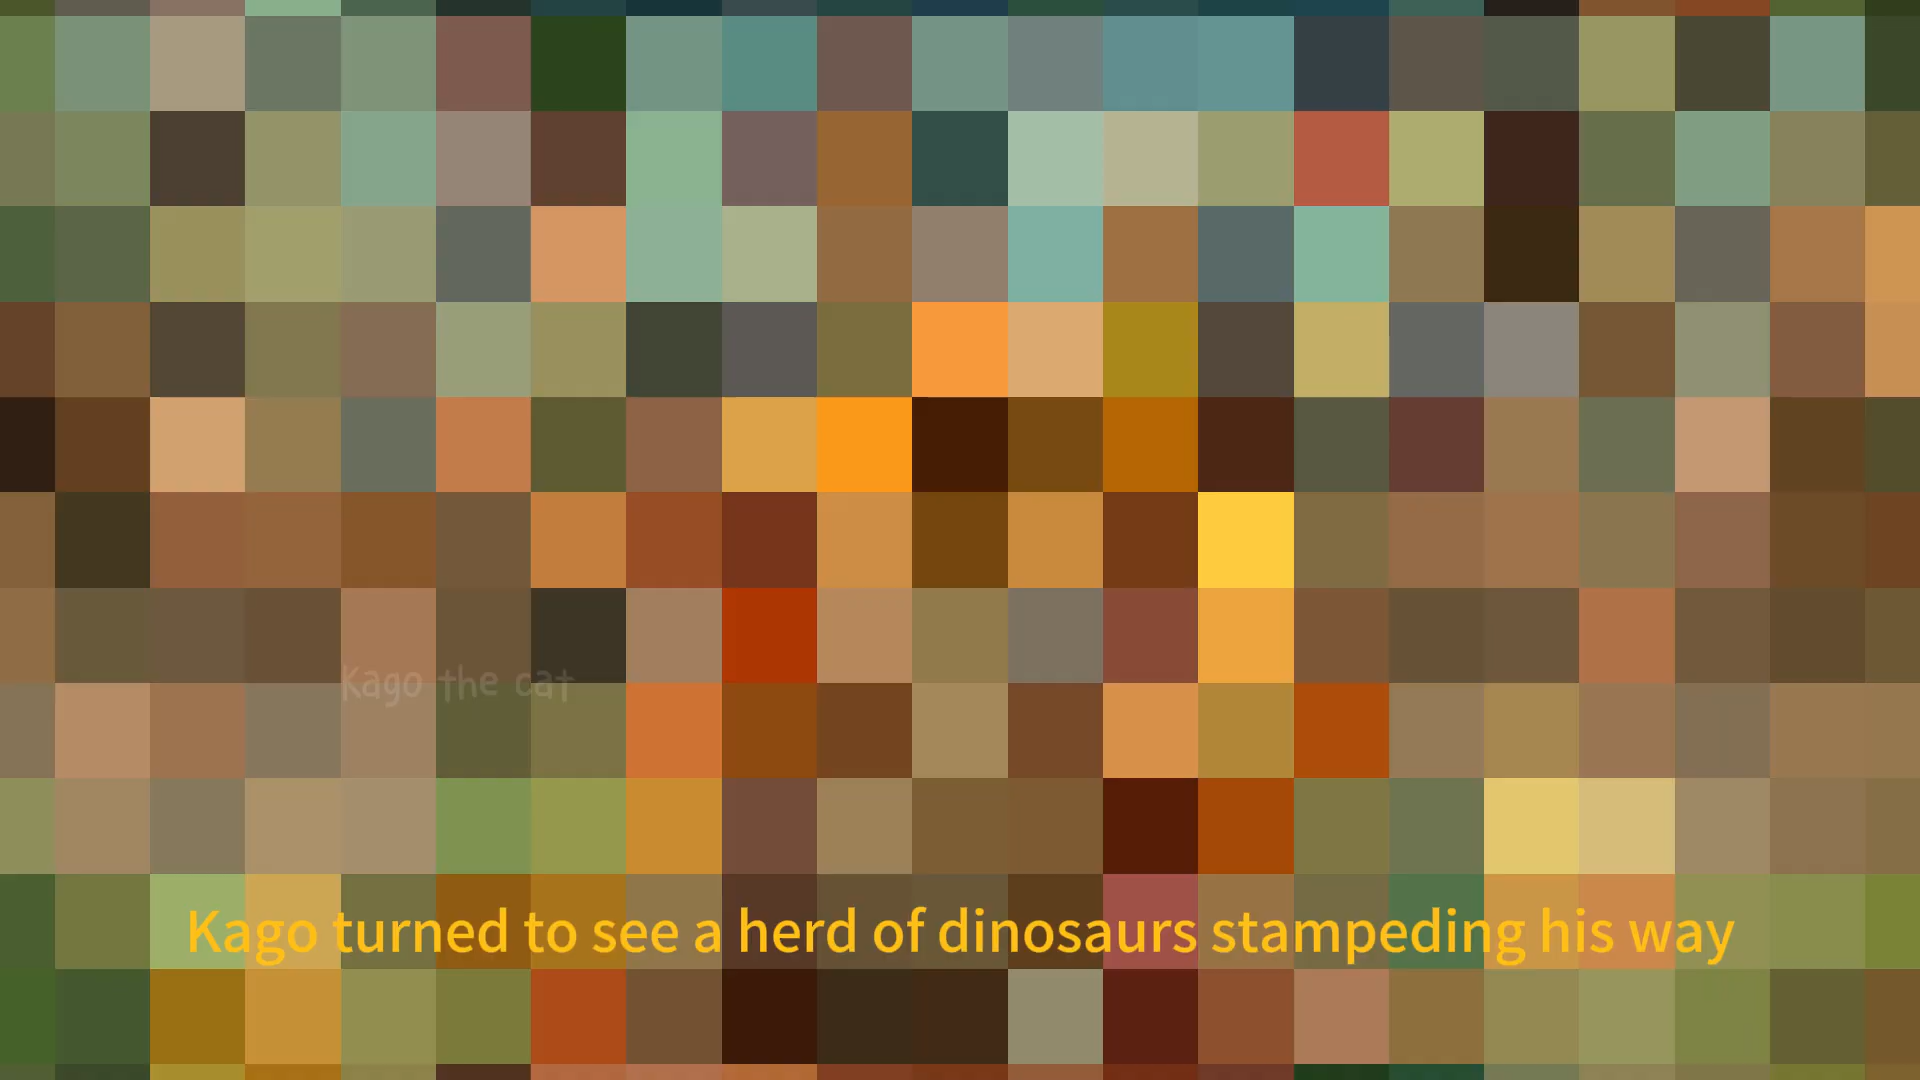 Kago the cat
Kago turned to see a herd of dinosaurs stampeding his way